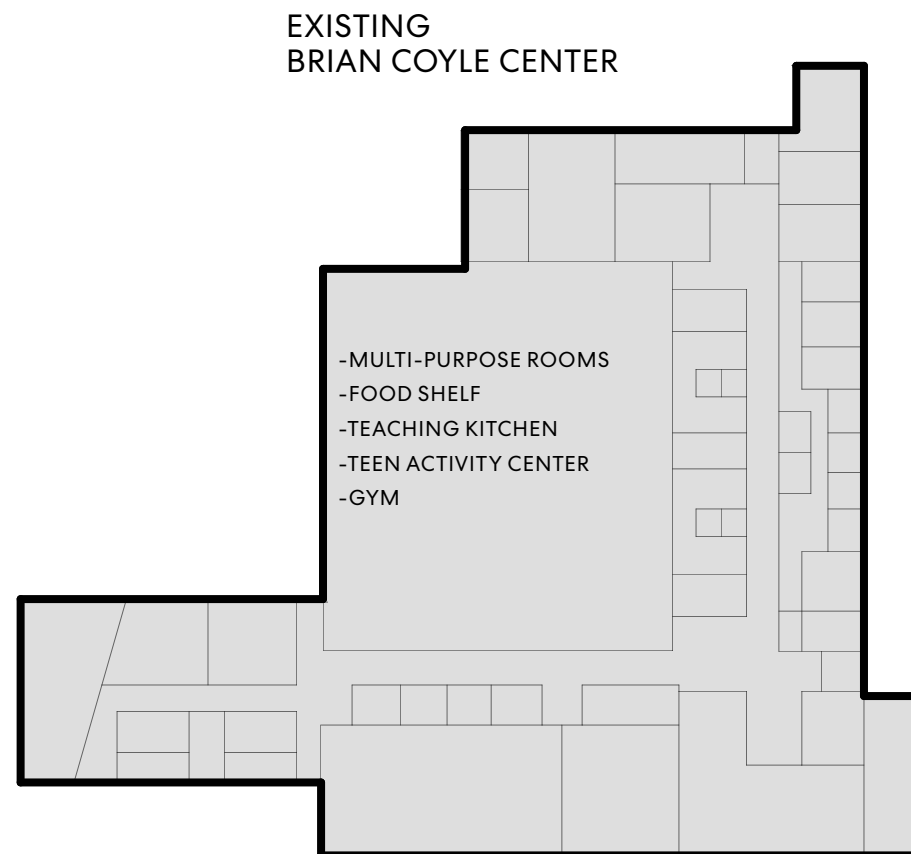 EXISTING
BRIAN COYLE CENTER
-MULTI-PURPOSE ROOMS
-FOOD SHELF
-TEACHING KITCHEN
-TEEN ACTIVITY CENTER
-GYM